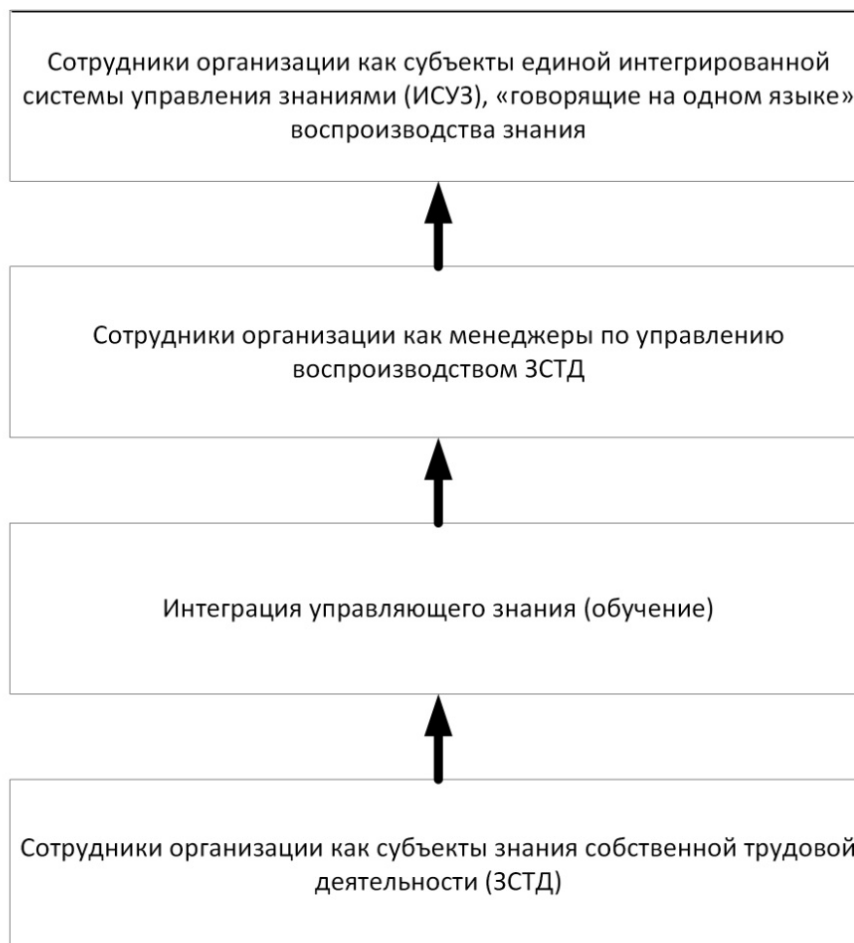 Сотрудники организации как субъекты единой интегрированной
системы управления знаниями (ИСУЗ), «говорящие на одном языке»
воспроизводства знания
Сотрудники организации как менеджеры по управлению
воспроизводством ЗСТД
Интеграция управляющего знания (обучение)
Сотрудники организации как субъекты знания собственной трудовой
деятельности (ЗСТД)